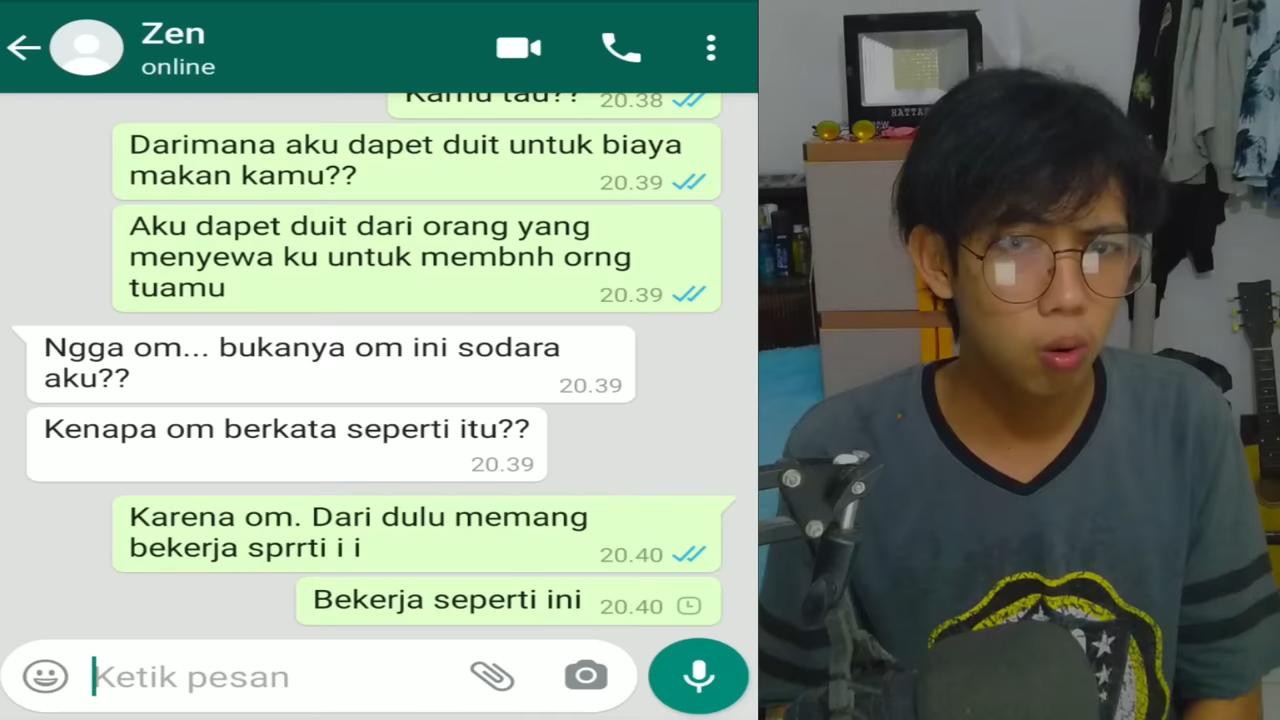 Zen
online
Kamu tau?? 20.38
Darimana aku dapet duit untuk biaya
makan kamu??
20.39
Aku dapet duit dari orang yang
menyewa ku untuk membnh orng
tuamu
20.39
Ngga om... bukanya om ini sodara
aku??
20.39
Kenapa om berkata seperti itu??
20.39
Karena om. Dari dulu memang
bekerja sprrti i i
20.40
Bekerja seperti ini 20.40
Ketik pesan